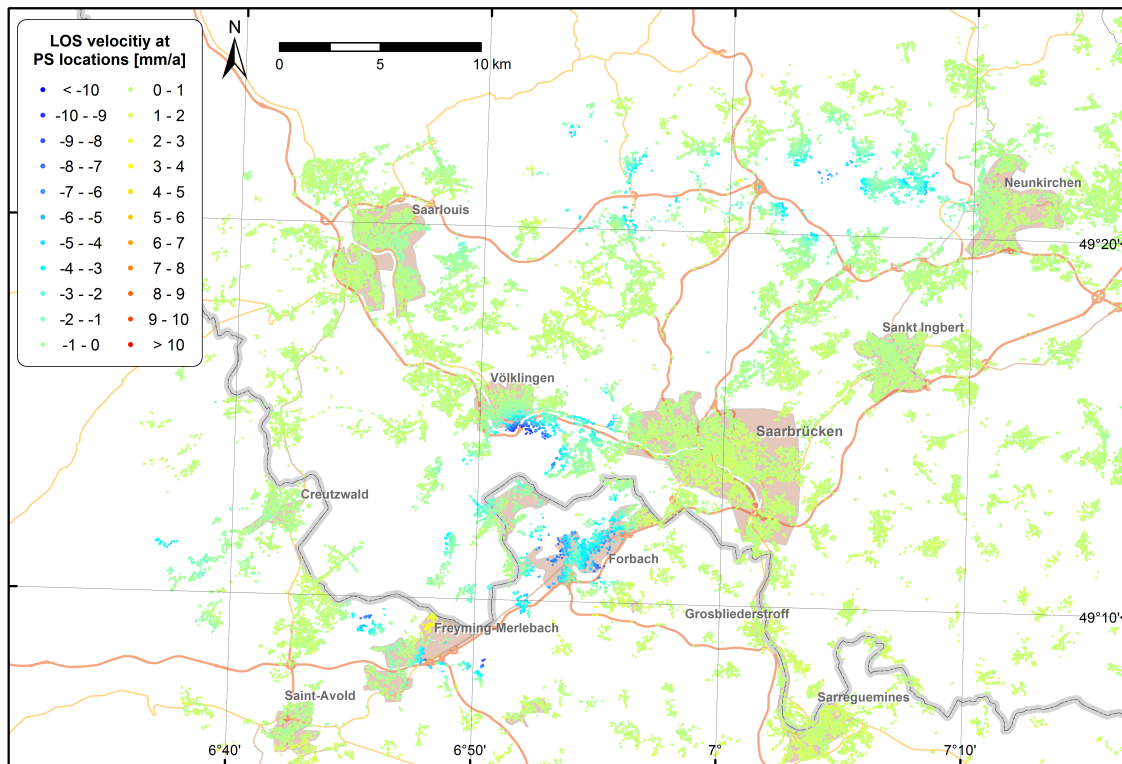 LOS velocitiy at
PS locations [mm/a]
< -10
-10 - -9
-9 - -8
-8 - -7
-7 - -6
-6 - -5
-5 - -4
-4 - -3
-3 - -2
-2 - -1
-1 - 0
0 - 1
1 - 2
2 - 3
3 - 4
4 - 5
5 - 6
6 - 7
7 - 8
8 - 9
9 - 10
> 10
N
0 5 10 km
Neunkirchen
Saarlouis
49°20'
Sankt Ingbert
Völklingen
Saarbrücken
Creutzwald
Forbach
Grosbliederstroff
49°10'
Freyming-Merlebach
Saint-Avold
Sarreguemines
6°40' 6°50' 7° 7°10'